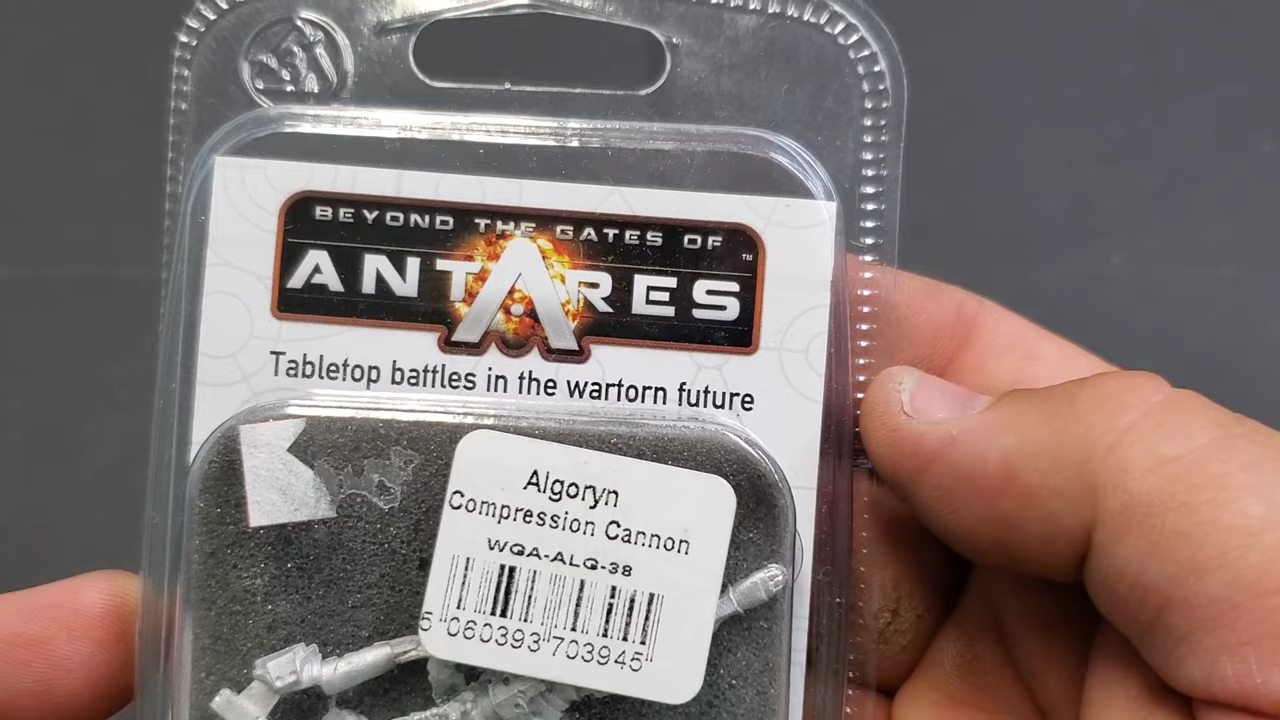 BEYOND THE GATES OF
ANTARES™
Tabletop battles in the wartorn future
Algoryn
Compression Cannon
WGA-ALG-38
5 060393 703945